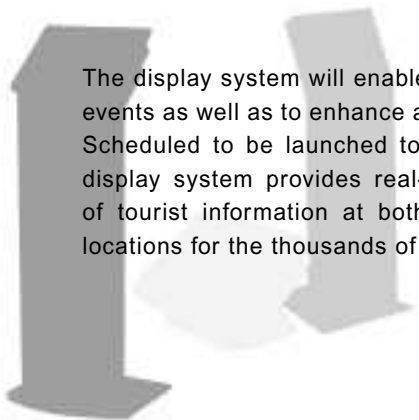 The display system will enable
events as well as to enhance a
Scheduled to be launched to
display system provides real-
of tourist information at both
locations for the thousands of